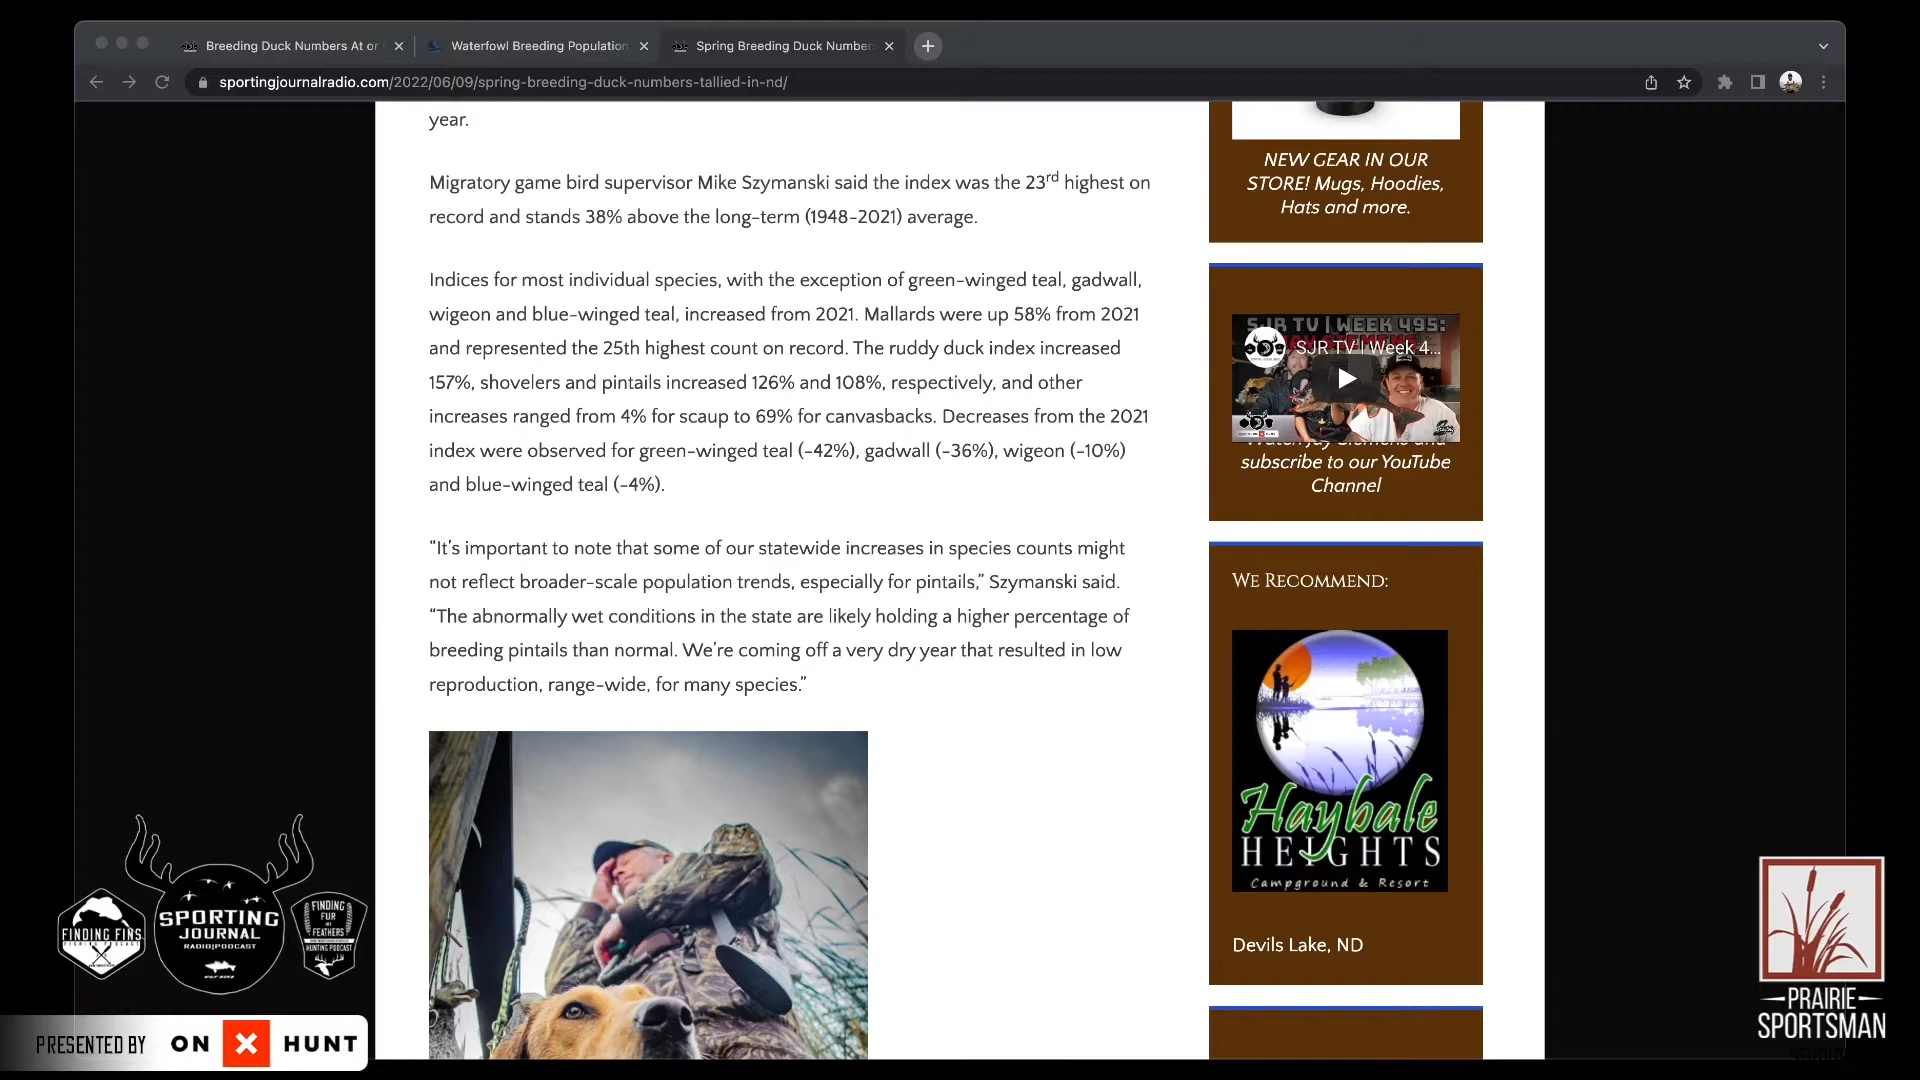 Breeding Duck Numbers At or
Waterfowl Breeding Population
Spring Breeding Duck Number
sportingjournalradio.com/2022/06/09/spring-breeding-duck-numbers-tallied-in-nd/
year.
Migratory game bird supervisor Mike Szymanski said the index was the 23rd highest on
record and stands 38% above the long-term (1948-2021) average.
Indices for most individual species, with the exception of green-winged teal, gadwall,
wigeon and blue-winged teal, increased from 2021. Mallards were up 58% from 2021
and represented the 25th highest count on record. The ruddy duck index increased
157%, shovelers and pintails increased 126% and 108%, respectively, and other
increases ranged from 4% for scaup to 69% for canvasbacks. Decreases from the 2021
index were observed for green-winged teal (-42%), gadwall (-36%), wigeon (-10%)
and blue-winged teal (-4%).
“It’s important to note that some of our statewide increases in species counts might
not reflect broader-scale population trends, especially for pintails,” Szymanski said.
“The abnormally wet conditions in the state are likely holding a higher percentage of
breeding pintails than normal. We’re coming off a very dry year that resulted in low
reproduction, range-wide, for many species.”
NEW GEAR IN OUR
STORE! Mugs, Hoodies,
Hats and more.
SJR TV | WEEK 495:
SJR TV | Week 4...
Watch Jay Siemens and
subscribe to our YouTube
Channel
We Recommend:
Haybale
HEIGHTS
Campground & Resort
Devils Lake, ND
FINDING FINS
FISHING PODCAST
SPORTING
JOURNAL
RADIO|PODCAST
EST 2012
FINDING
FUR
AND
FEATHERS
HUNTING PODCAST
PRESENTED BY ON X HUNT
PRAIRIE
SPORTSMAN